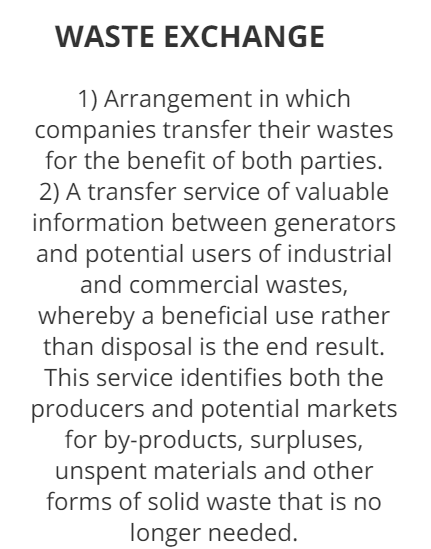 WASTE EXCHANGE
1) Arrangement in which
companies transfer their wastes
for the benefit of both parties.
2) A transfer service of valuable
information between generators
and potential users of industrial
and commercial wastes,
whereby a beneficial use rather
than disposal is the end result.
This service identifies both the
producers and potential markets
for by-products, surpluses,
unspent materials and other
forms of solid waste that is no
longer needed.